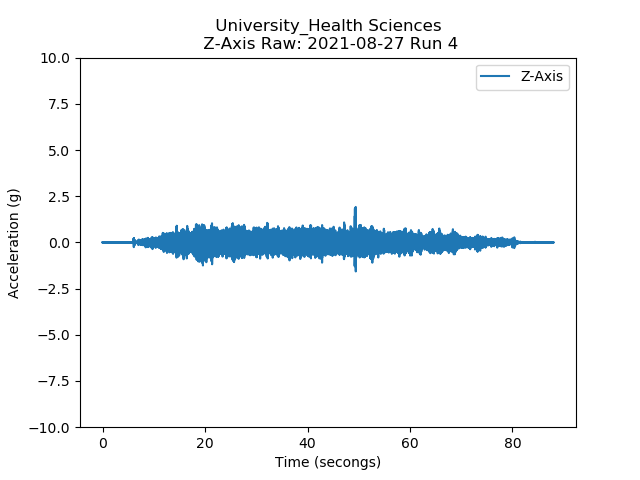 University_Health Sciences
Z-Axis Raw: 2021-08-27 Run 4
Z-Axis
10.0
7.5
5.0
2.5
0.0
−2.5
−5.0
−7.5
−10.0
Acceleration (g)
0 20 40 60 80
Time (secongs)